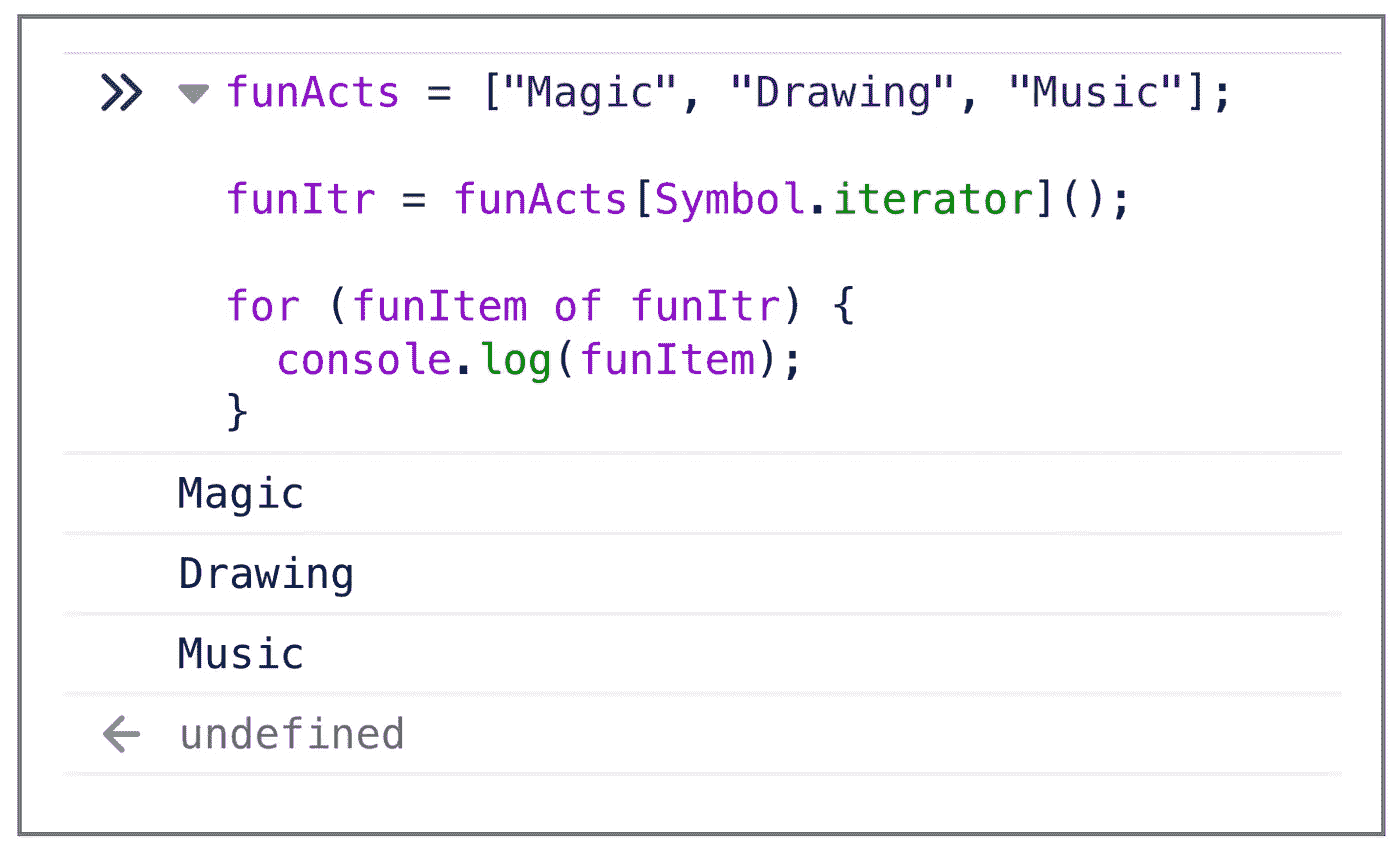 funActs = ["Magic", "Drawing", "Music"];
funItr = funActs[Symbol.iterator]();
for (funItem of funItr) {
  console.log(funItem);
}
Magic
Drawing
Music
undefined